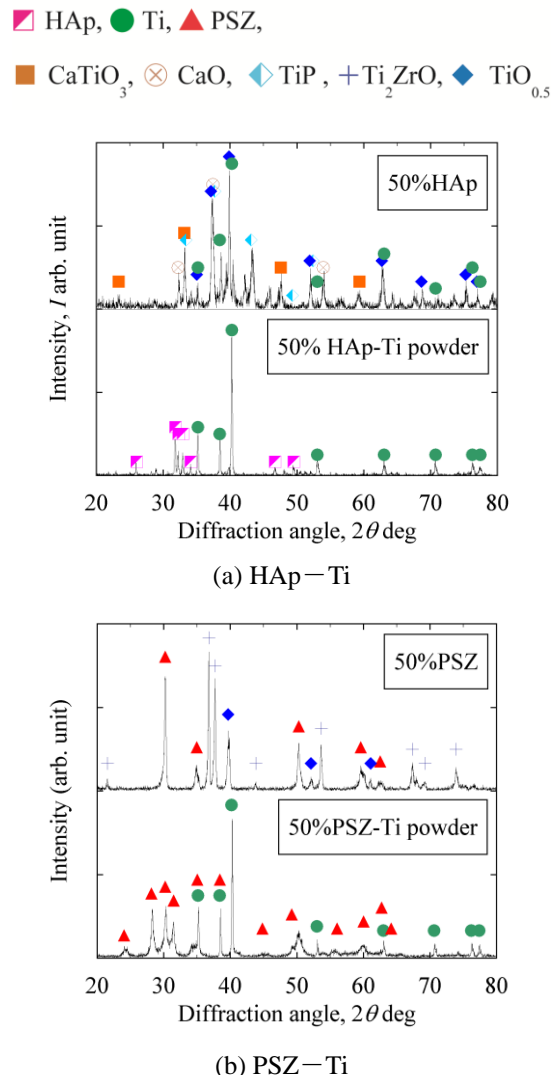 HAp, Ti, PSZ,
CaTiO₃, CaO, TiP , Ti₂ZrO, TiO₀.₅
50%HAp
50% HAp-Ti powder
Intensity, I arb. unit
20 30 40 50 60 70 80
Diffraction angle, 2θ deg
(a) HAp－Ti
50%PSZ
50%PSZ-Ti powder
Intensity (arb. unit)
20 30 40 50 60 70 80
Diffraction angle, 2θ deg
(b) PSZ－Ti